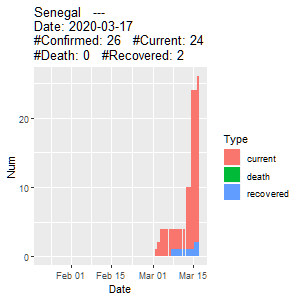 Senegal   ---
Date: 2020-03-17
#Confirmed: 26   #Current: 24
#Death: 0   #Recovered: 2
Num
20
10
0
Feb 01
Feb 15
Mar 01
Mar 15
Date
Type
current
death
recovered